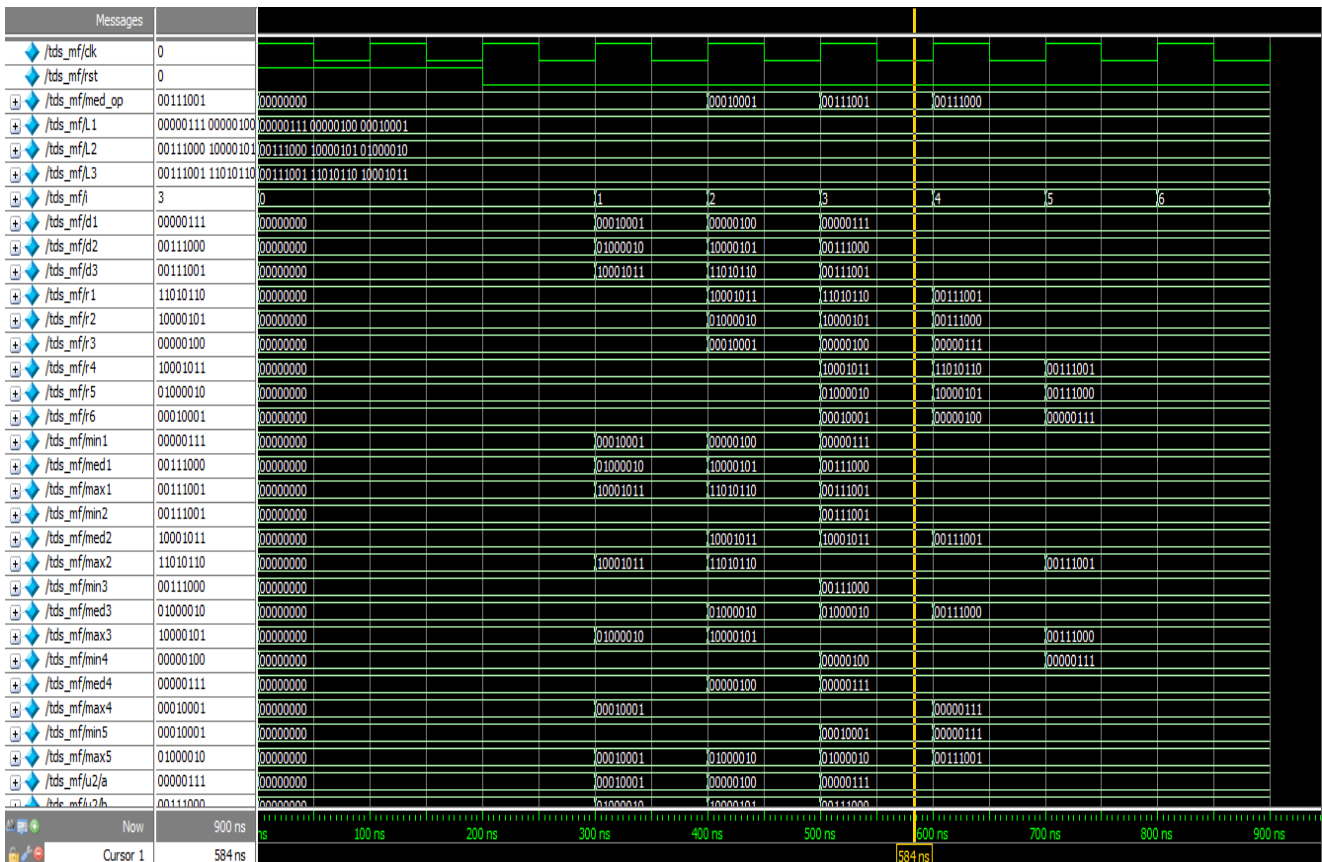 Messages
/tds_mf/clk 0
/tds_mf/rst 0
/tds_mf/med_op 00111001 00000000 00010001 00111001 00111000
/tds_mf/L1 00000111 00000100 00000111 00000100 00010001
/tds_mf/L2 00111000 10000101 00111000 10000101 01000010
/tds_mf/L3 00111001 11010110 00111001 11010110 10001011
/tds_mf/i 3 0 1 2 3 4 5 6
/tds_mf/d1 00000111 00000000 00010001 00000100 00000111
/tds_mf/d2 00111000 00000000 01000010 10000101 00111000
/tds_mf/d3 00111001 00000000 10001011 11010110 00111001
/tds_mf/r1 11010110 00000000 10001011 11010110 00111001
/tds_mf/r2 10000101 00000000 01000010 10000101 00111000
/tds_mf/r3 00000100 00000000 00010001 00000100 00000111
/tds_mf/r4 10001011 00000000 10001011 11010110 00111001
/tds_mf/r5 01000010 00000000 01000010 10000101 00111000
/tds_mf/r6 00010001 00000000 00010001 00000100 00000111
/tds_mf/min1 00000111 00000000 00010001 00000100 00000111
/tds_mf/med1 00111000 00000000 01000010 10000101 00111000
/tds_mf/max1 00111001 00000000 10001011 11010110 00111001
/tds_mf/min2 00111001 00000000 00111001
/tds_mf/med2 10001011 00000000 10001011 10001011 00111001
/tds_mf/max2 11010110 00000000 10001011 11010110 00111001
/tds_mf/min3 00111000 00000000 00111000
/tds_mf/med3 01000010 00000000 01000010 01000010 00111000
/tds_mf/max3 10000101 00000000 01000010 10000101 00111000
/tds_mf/min4 00000100 00000000 00000100 00000111
/tds_mf/med4 00000111 00000000 00000100 00000111
/tds_mf/max4 00010001 00000000 00010001 00000111
/tds_mf/min5 00010001 00000000 00010001 00000111
/tds_mf/max5 01000010 00000000 00010001 01000010 01000010 00111001
/tds_mf/u2/a 00000111 00000000 00010001 00000100 00000111
/tds_mf/u2/b 00111000 00000000 01000010 10000101 00111000
Now 900 ns ns 100 ns 200 ns 300 ns 400 ns 500 ns 600 ns 700 ns 800 ns 900 ns
Cursor 1 584 ns 584 ns